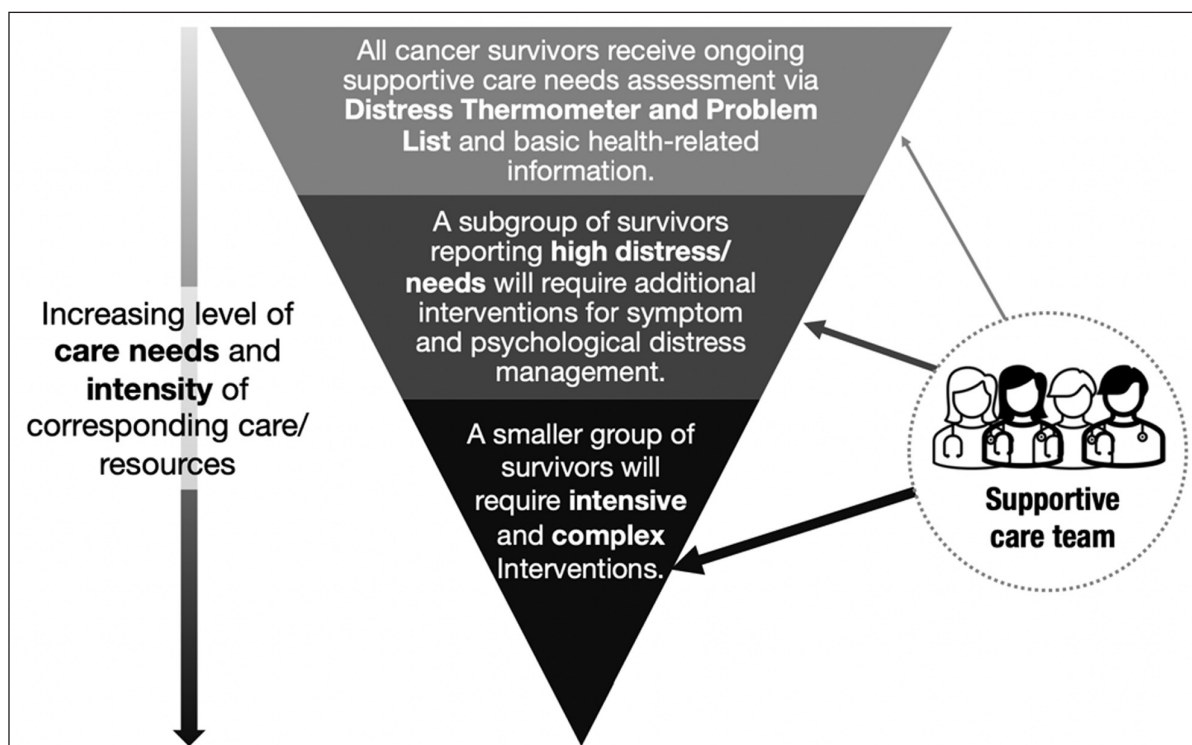 All cancer survivors receive ongoing
supportive care needs assessment via
Distress Thermometer and Problem
List and basic health-related
information.
A subgroup of survivors
reporting high distress/
needs will require additional
interventions for symptom
and psychological distress
management.
A smaller group of
survivors will
require intensive
and complex
Interventions.
Increasing level of
care needs and
intensity of
corresponding care/
resources
Supportive
care team